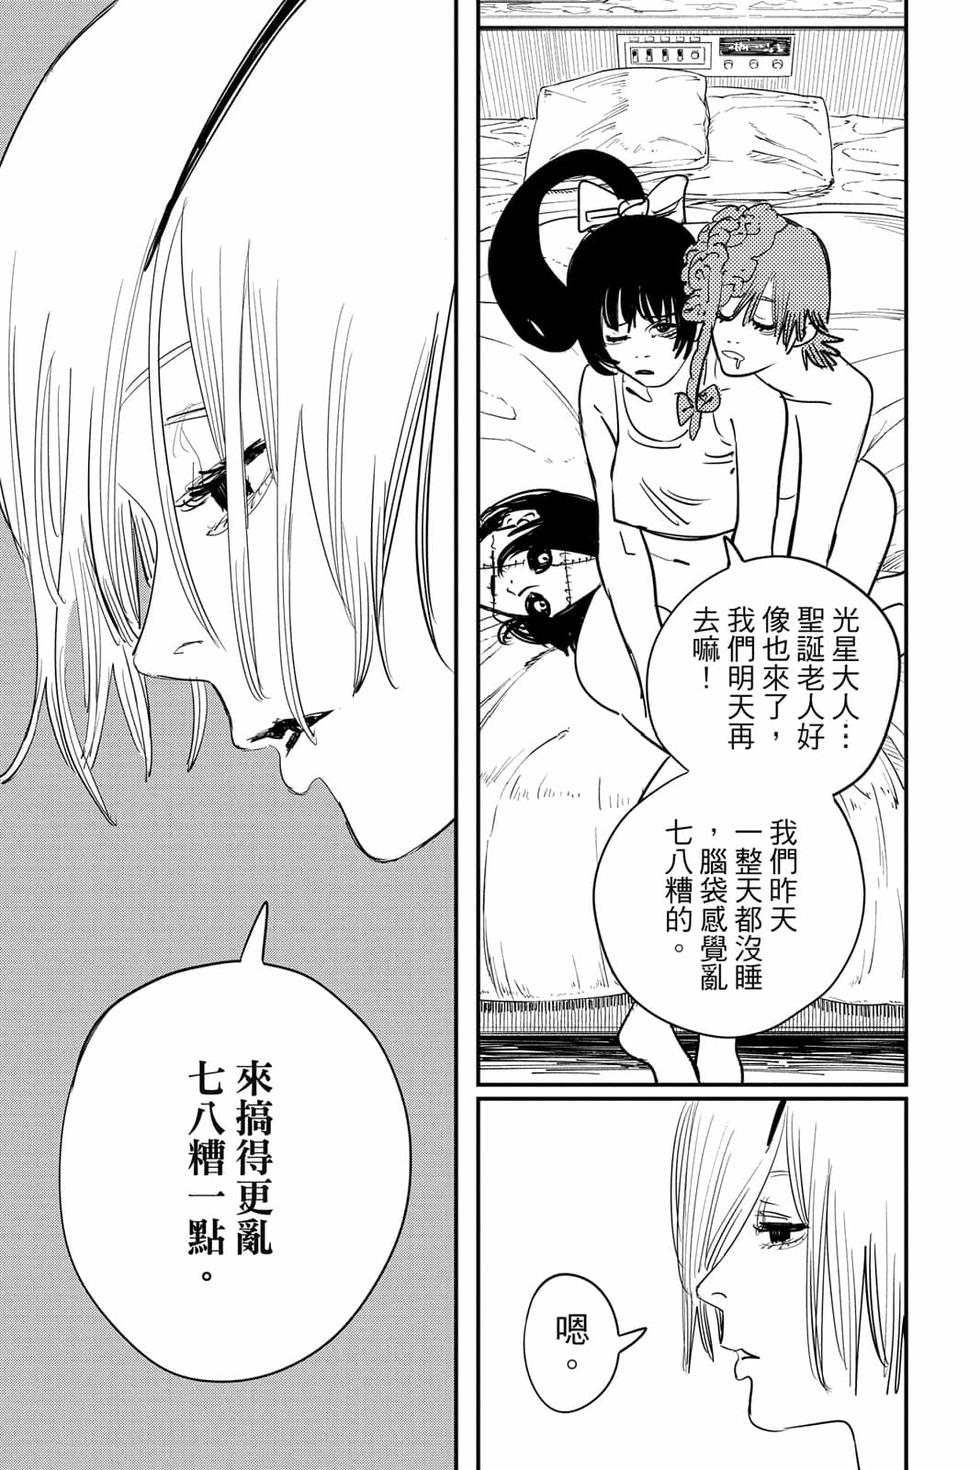 光星大人…
聖誕老人好
像也來了，
我們明天再
去嘛！
我們昨天
一整天都沒睡
，腦袋感覺亂
七八糟的。
嗯。
來搞得更亂
七八糟一點。